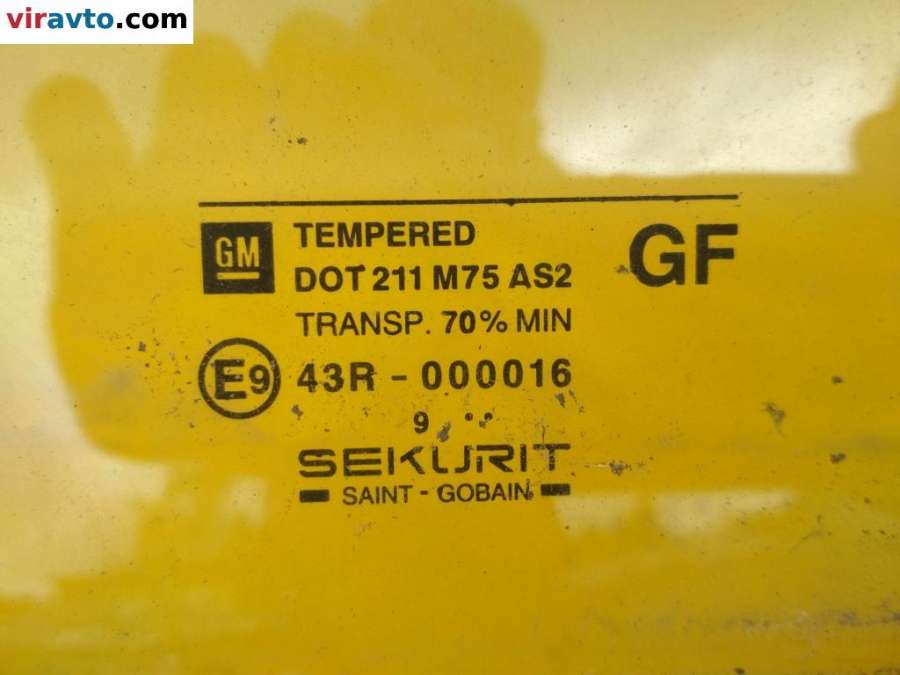 viravto.com
GM
TEMPERED
DOT 211 M75 AS2
GF
TRANSP. 70% MIN
E9
43R - 000016
9 ..
SEKURIT
SAINT - GOBAIN